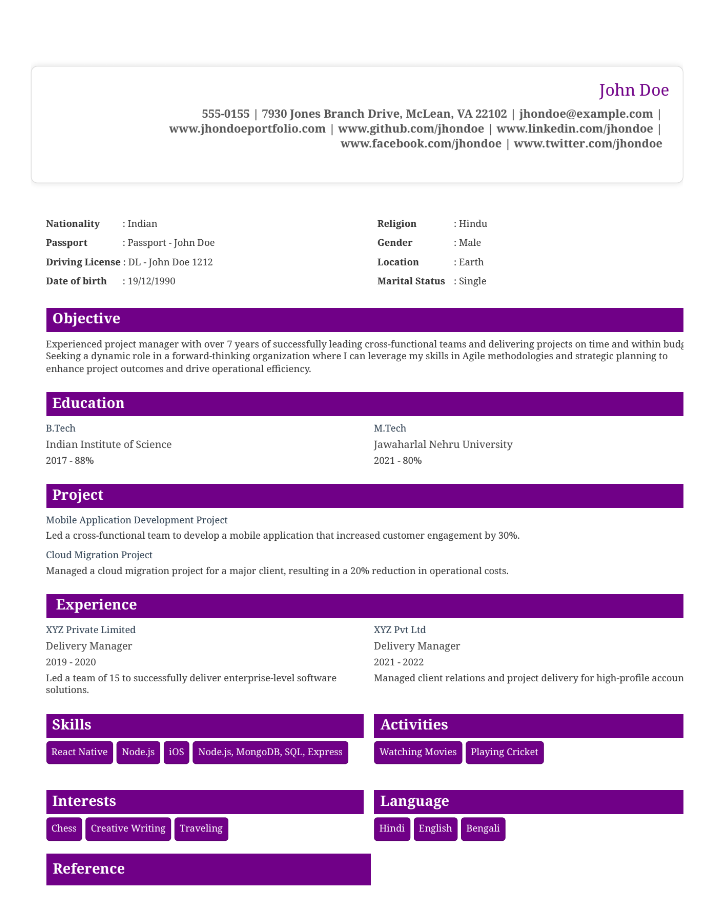 John Doe
555-0155 | 7930 Jones Branch Drive, McLean, VA 22102 | jhondoe@example.com |
www.jhondoeportfolio.com | www.github.com/jhondoe | www.linkedin.com/jhondoe |
www.facebook.com/jhondoe | www.twitter.com/jhondoe
Nationality : Indian
Passport : Passport - John Doe
Driving License : DL - John Doe 1212
Date of birth : 19/12/1990
Religion : Hindu
Gender : Male
Location : Earth
Marital Status : Single
Objective
Experienced project manager with over 7 years of successfully leading cross-functional teams and delivering projects on time and within
Seeking a dynamic role in a forward-thinking organization where I can leverage my skills in Agile methodologies and strategic planning to
enhance project outcomes and drive operational efficiency.
Education
B.Tech
Indian Institute of Science
2017 - 88%
M.Tech
Jawaharlal Nehru University
2021 - 80%
Project
Mobile Application Development Project
Led a cross-functional team to develop a mobile application that increased customer engagement by 30%.
Cloud Migration Project
Managed a cloud migration project for a major client, resulting in a 20% reduction in operational costs.
Experience
XYZ Private Limited
Delivery Manager
2019 - 2020
Led a team of 15 to successfully deliver enterprise-level software
solutions.
XYZ Pvt Ltd
Delivery Manager
2021 - 2022
Managed client relations and project delivery for high-profile accoun
Skills
React Native Node.js iOS Node.js, MongoDB, SQL, Express
Activities
Watching Movies Playing Cricket
Interests
Chess Creative Writing Traveling
Language
Hindi English Bengali
Reference